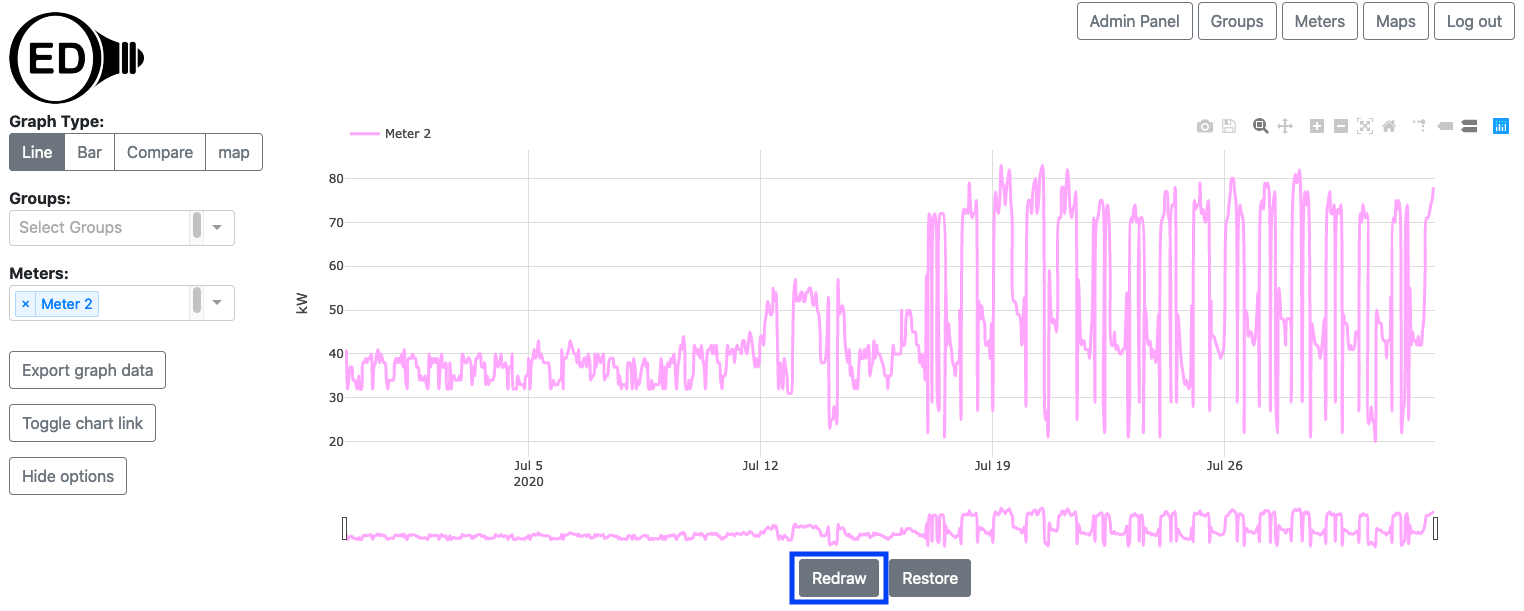 Admin Panel Groups Meters Maps Log out
ED
Graph Type:
Line Bar Compare map
Groups:
Select Groups
Meters:
× Meter 2
Export graph data
Toggle chart link
Hide options
Meter 2
80
70
60
50
40
30
20
kW
Jul 5 Jul 12 Jul 19 Jul 26
2020
Redraw Restore